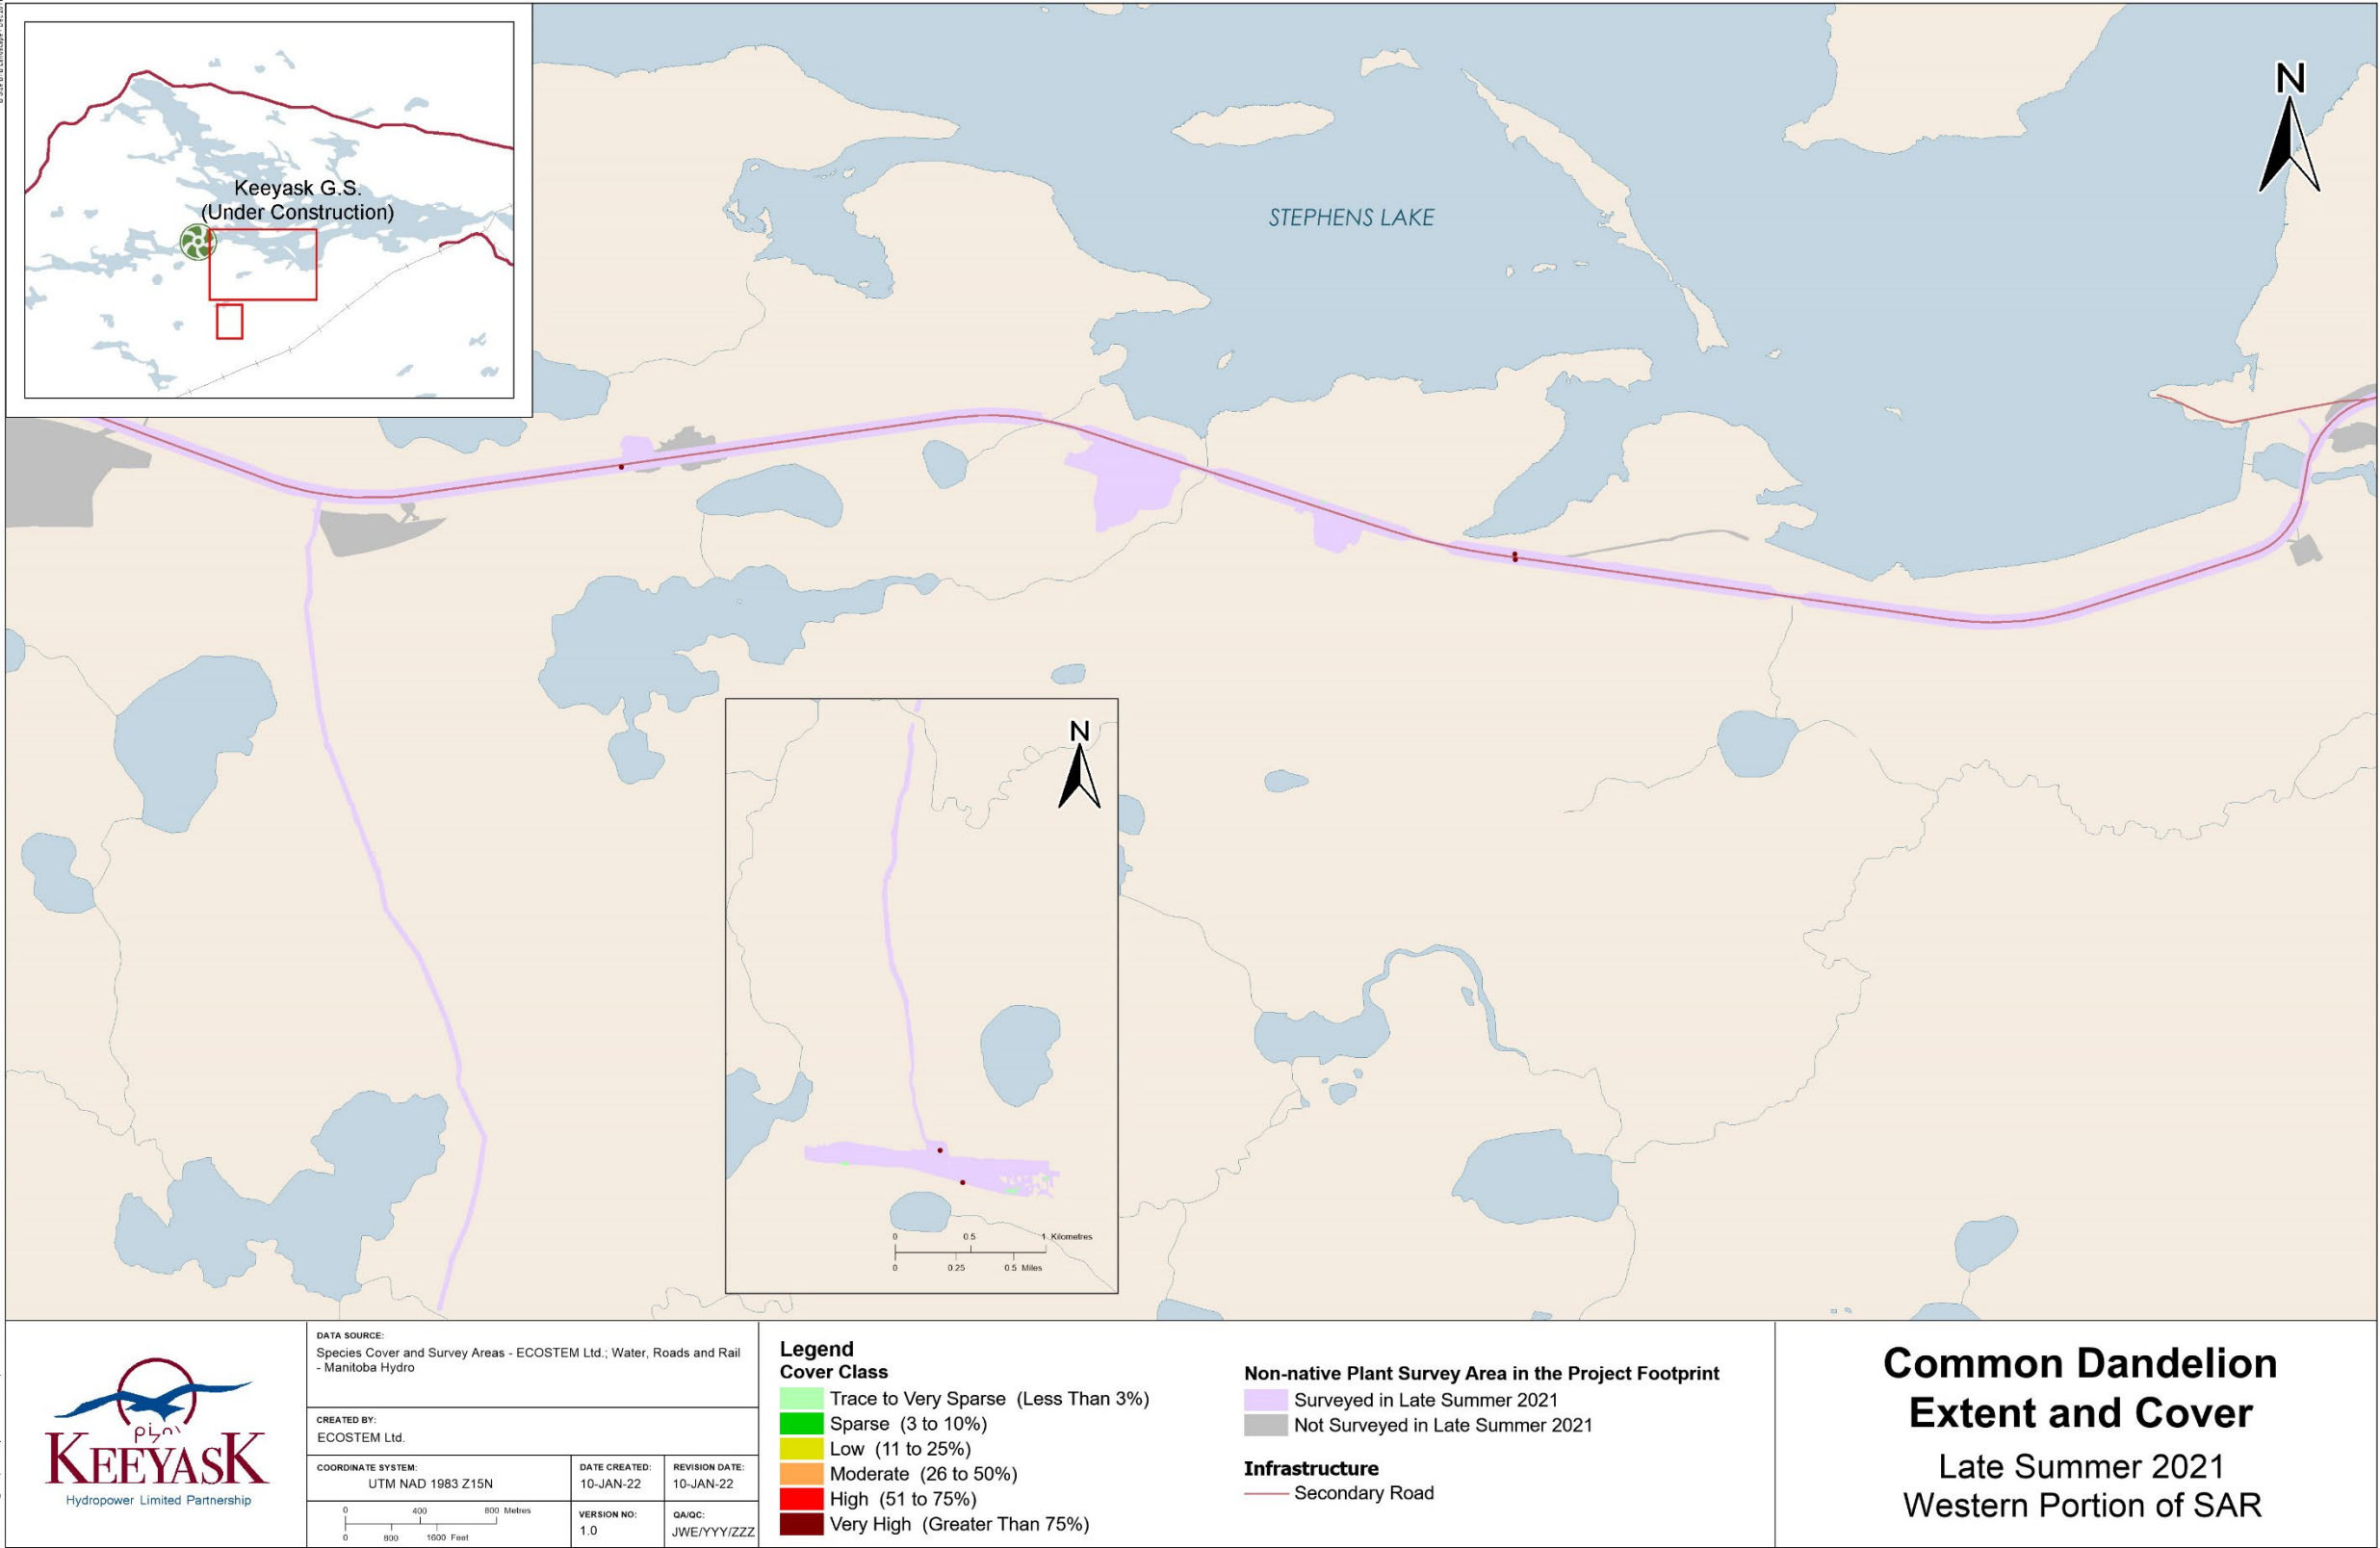 Keeyask G.S.
(Under Construction)
N
STEPHENS LAKE
N
0 0.5 1 Kilometres
0 0.25 0.5 Miles
KEEYASK
Hydropower Limited Partnership
DATA SOURCE:
Species Cover and Survey Areas - ECOSTEM Ltd.; Water, Roads and Rail
- Manitoba Hydro
CREATED BY:
ECOSTEM Ltd.
COORDINATE SYSTEM:
UTM NAD 1983 Z15N
DATE CREATED:
10-JAN-22
REVISION DATE:
10-JAN-22
0 400 800 Metres
0 800 1600 Feet
VERSION NO:
1.0
QA/QC:
JWE/YYY/ZZZ
Legend
Cover Class
Trace to Very Sparse (Less Than 3%)
Sparse (3 to 10%)
Low (11 to 25%)
Moderate (26 to 50%)
High (51 to 75%)
Very High (Greater Than 75%)
Non-native Plant Survey Area in the Project Footprint
Surveyed in Late Summer 2021
Not Surveyed in Late Summer 2021
Infrastructure
Secondary Road
Common Dandelion
Extent and Cover
Late Summer 2021
Western Portion of SAR